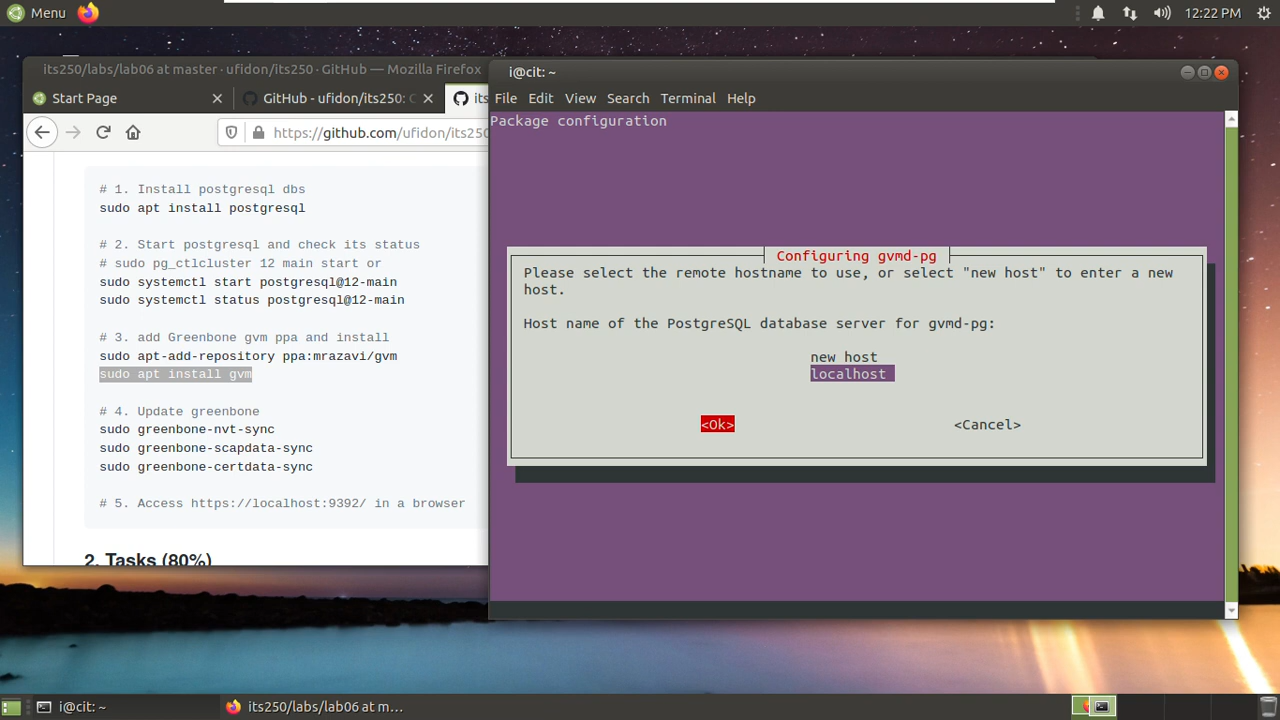 Menu
12:22 PM
its250/labs/lab06 at master · ufidon/its250 · GitHub — Mozilla Firefox
Start Page
GitHub - ufidon/its250:
its
https://github.com/ufidon/its250
# 1. Install postgresql dbs
sudo apt install postgresql
# 2. Start postgresql and check its status
# sudo pg_ctlcluster 12 main start or
sudo systemctl start postgresql@12-main
sudo systemctl status postgresql@12-main
# 3. add Greenbone gvm ppa and install
sudo apt-add-repository ppa:mrazavi/gvm
sudo apt install gvm
# 4. Update greenbone
sudo greenbone-nvt-sync
sudo greenbone-scapdata-sync
sudo greenbone-certdata-sync
# 5. Access https://localhost:9392/ in a browser
2. Tasks (80%)
i@cit: ~
File Edit View Search Terminal Help
Package configuration
Configuring gvmd-pg
Please select the remote hostname to use, or select "new host" to enter a new
host.
Host name of the PostgreSQL database server for gvmd-pg:
new host
localhost
<Ok> <Cancel>
i@cit: ~
its250/labs/lab06 at m...